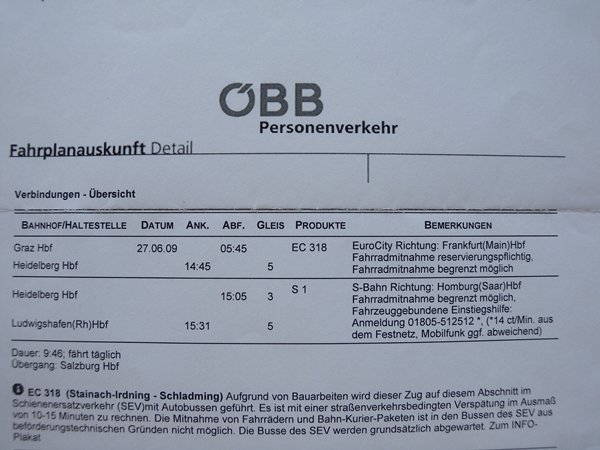 ÖBB
Personenverkehr
Fahrplanauskunft Detail
Verbindungen - Übersicht
BAHNHOF/HALTESTELLE DATUM ANK. ABF. GLEIS PRODUKTE BEMERKUNGEN
Graz Hbf 27.06.09 05:45 EC 318 EuroCity Richtung: Frankfurt(Main)Hbf
Fahrradmitnahme reservierungspflichtig,
Heidelberg Hbf 14:45 5 Fahrradmitnahme begrenzt möglich
Heidelberg Hbf 15:05 3 S 1 S-Bahn Richtung: Homburg(Saar)Hbf
Fahrradmitnahme begrenzt möglich,
Fahrzeuggebundene Einstiegshilfe:
Ludwigshafen(Rh)Hbf 15:31 5 Anmeldung 01805-512512 *, (*14 ct/Min. aus
dem Festnetz, Mobilfunk ggf. abweichend)
Dauer: 9:46; fährt täglich
Übergang: Salzburg Hbf
EC 318 (Stainach-Irdning - Schladming) Aufgrund von Bauarbeiten wird dieser Zug auf diesem Abschnitt im
Schienenersatzverkehr (SEV)mit Autobussen geführt. Es ist mit einer straßenverkehrsbedingten Verspätung im Ausmaß
von 10-15 Minuten zu rechnen. Die Mitnahme von Fahrrädern und Bahn-Kurier-Paketen ist in den Bussen des SEV aus
beförderungstechnischen Gründen nicht möglich. Die Busse des SEV werden grundsätzlich abgewartet. Zum INFO-
Plakat